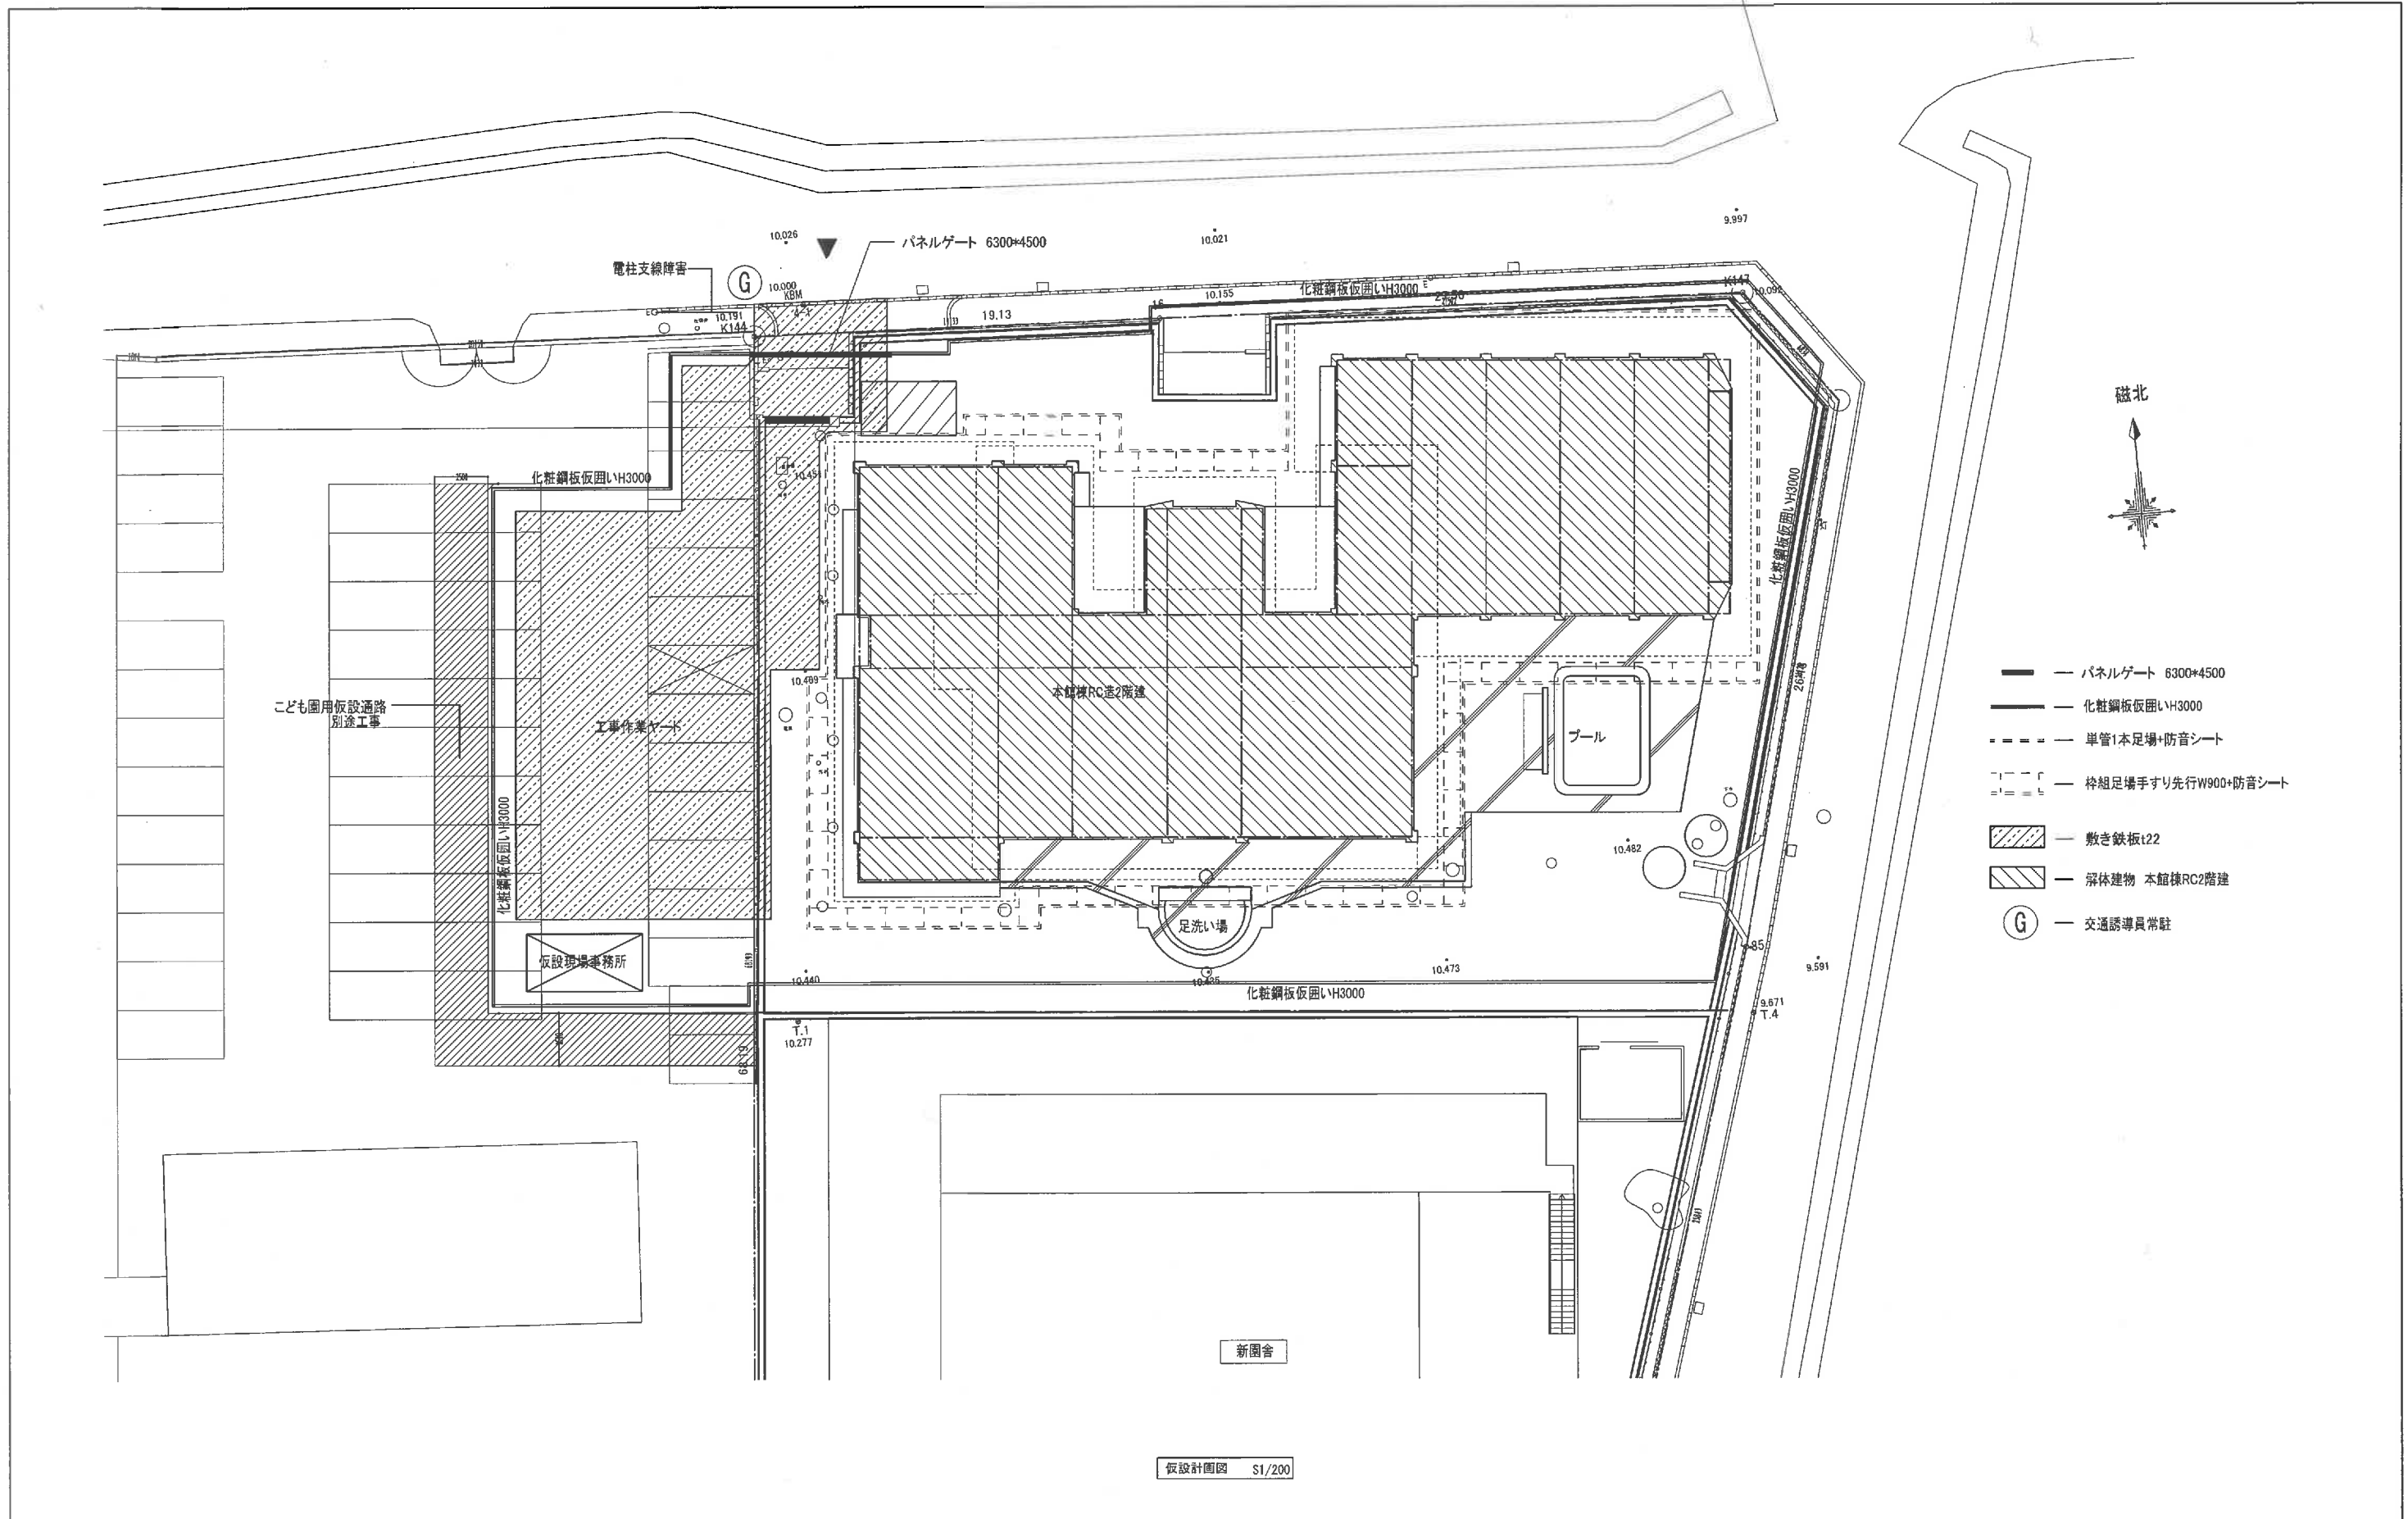 9.997
10.026
10.021
パネルゲート 6300*4500
電柱支線障害
G
10.000
KBM
10.191
K144
19.13
16
10.155
化粧鋼板仮囲いH3000
K147
10.092
磁北
化粧鋼板仮囲いH3000
2500
10.451
化粧鋼板仮囲いH3000
10.469
本館棟RC造2階建
こども園用仮設通路
別途工事
工事作業ヤード
プール
パネルゲート 6300*4500
化粧鋼板仮囲いH3000
単管1本足場+防音シート
枠組足場手すり先行W900+防音シート
敷き鉄板t22
解体建物 本館棟RC2階建
G
交通誘導員常駐
化粧鋼板仮囲いH3000
10.482
足洗い場
仮設現場事務所
10.440
10.473
9.591
化粧鋼板仮囲いH3000
9.671
T.4
T.1
10.277
68.19
新園舎
仮設計画図 S1/200